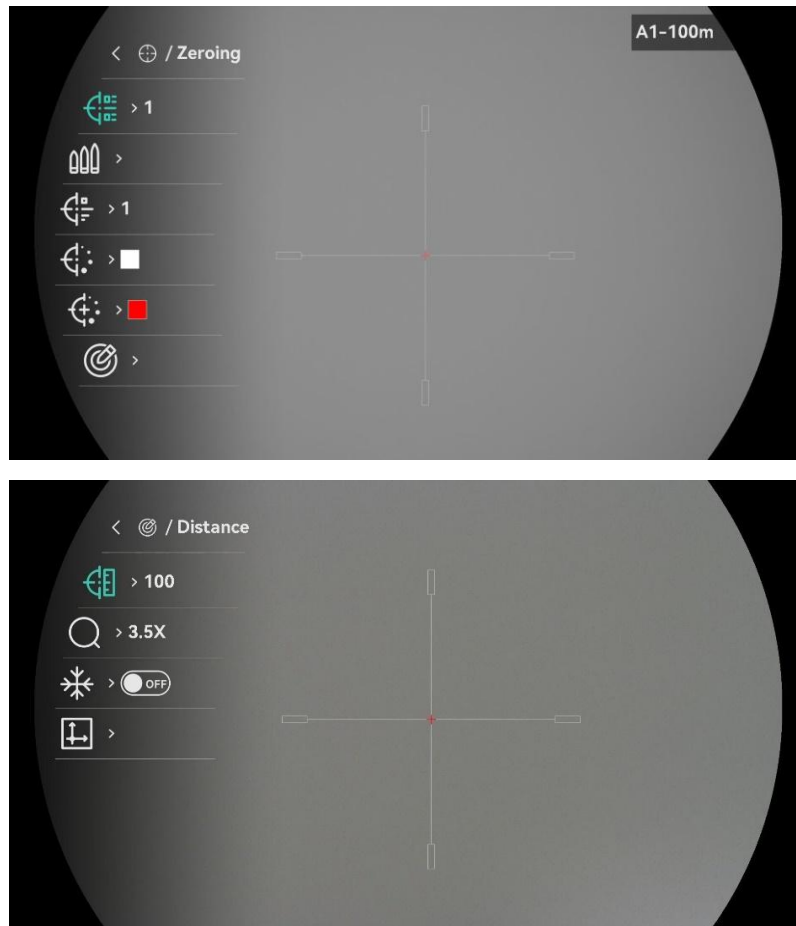 A1-100m
< / Zeroing
> 1
>
> 1
>
>
>
< / Distance
> 100
> 3.5X
> OFF
>